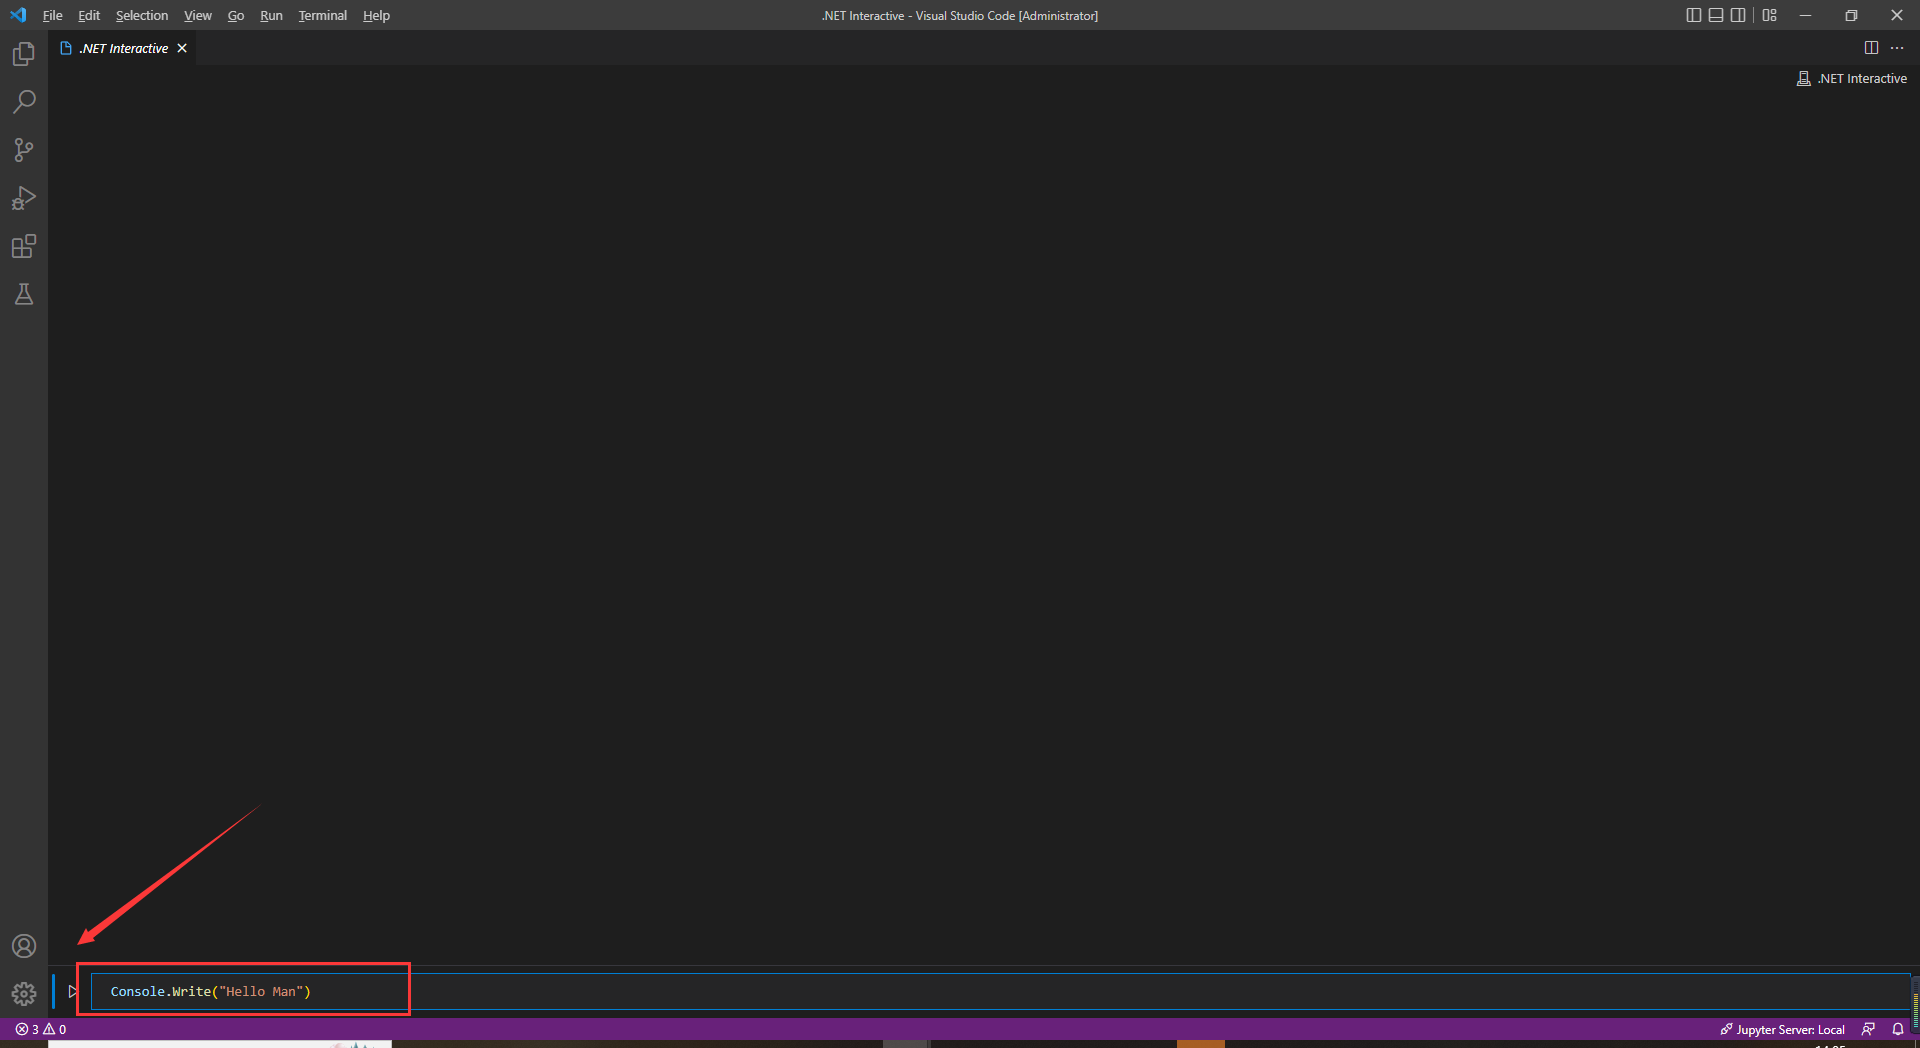 File Edit Selection View Go Run Terminal Help
.NET Interactive - Visual Studio Code [Administrator]
.NET Interactive
.NET Interactive
Console.Write("Hello Man")
3 0
Jupyter Server: Local